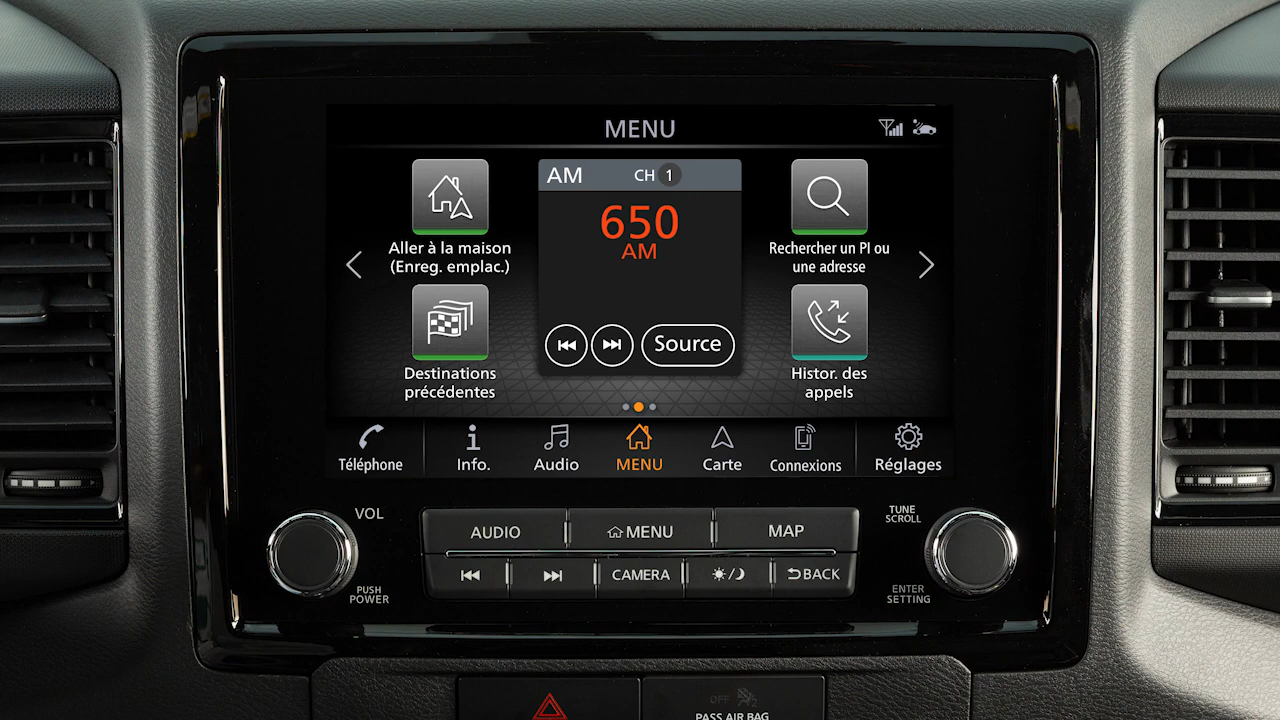 MENU
AM CH 1
650
AM
Aller à la maison
(Enreg. emplac.)
Rechercher un PI ou
une adresse
Source
Destinations
précédentes
Histor. des
appels
Téléphone
Info.
Audio
MENU
Carte
Connexions
Réglages
VOL
PUSH
POWER
AUDIO
MENU
MAP
CAMERA
BACK
TUNE
SCROLL
ENTER
SETTING
OFF
PASS AIR BAG